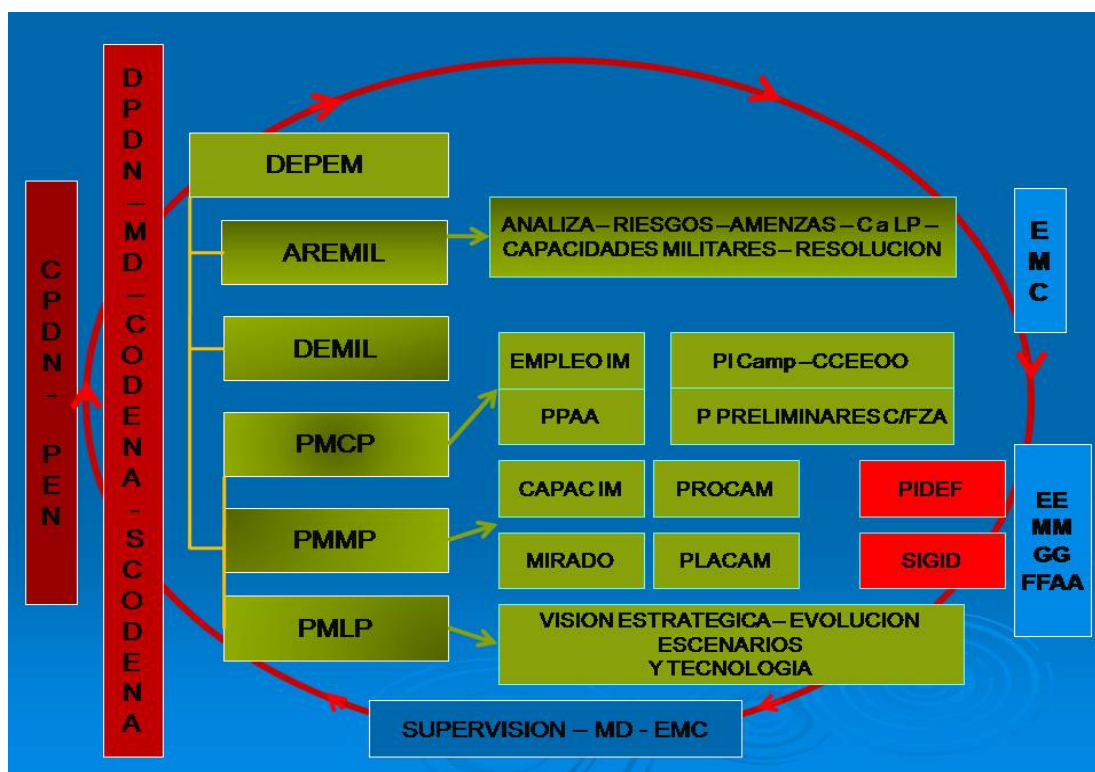 CPDN - PEN
DPDN – MD – CODENA - SCODENA
DEPEM
AREMIL
ANALIZA – RIESGOS – AMENZAS – C a LP –
CAPACIDADES MILITARES – RESOLUCION
DEMIL
PMCP
EMPLEO IM
PPAA
Pl Camp – CCEEOO
P PRELIMINARES C/FZA
PMMP
CAPAC IM
PROCAM
PIDEF
MIRADO
PLACAM
SIGID
PMLP
VISION ESTRATEGICA – EVOLUCION
ESCENARIOS
Y TECNOLOGIA
EMC
EE
MM
GG
FFAA
SUPERVISION – MD - EMC